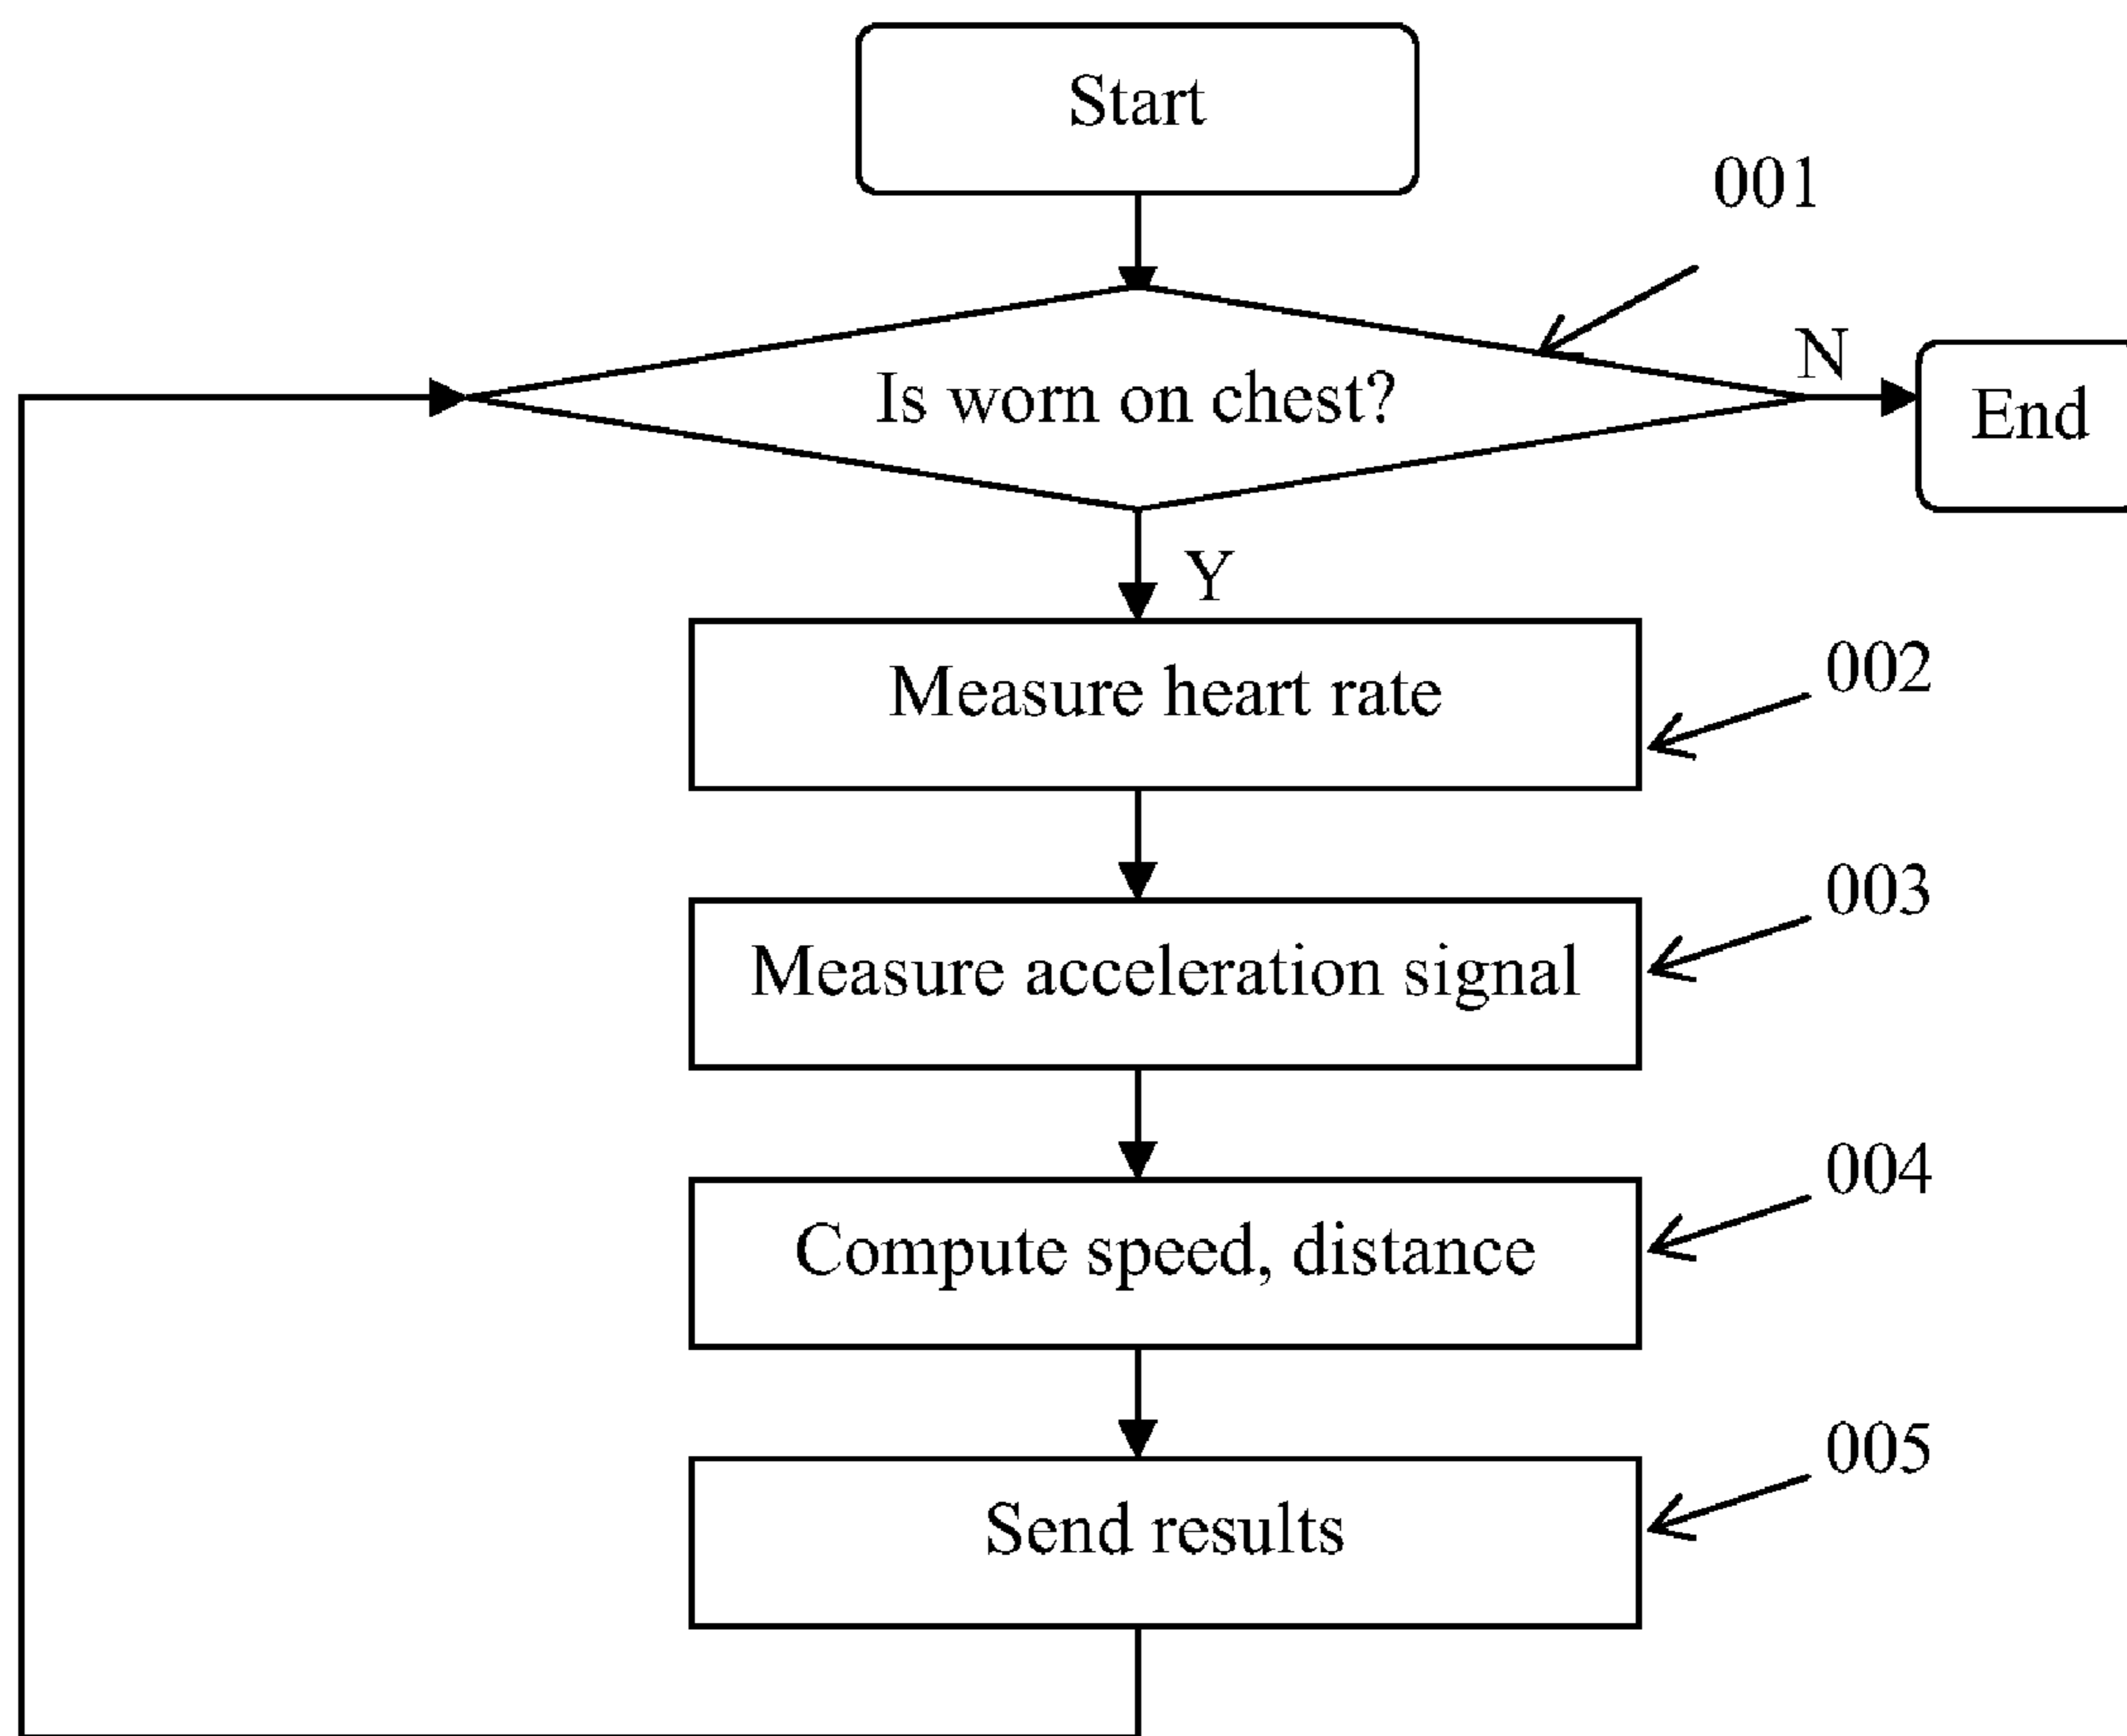 Start
001
Is worn on chest?
N
End
Y
Measure heart rate
002
Measure acceleration signal
003
Compute speed, distance
004
Send results
005